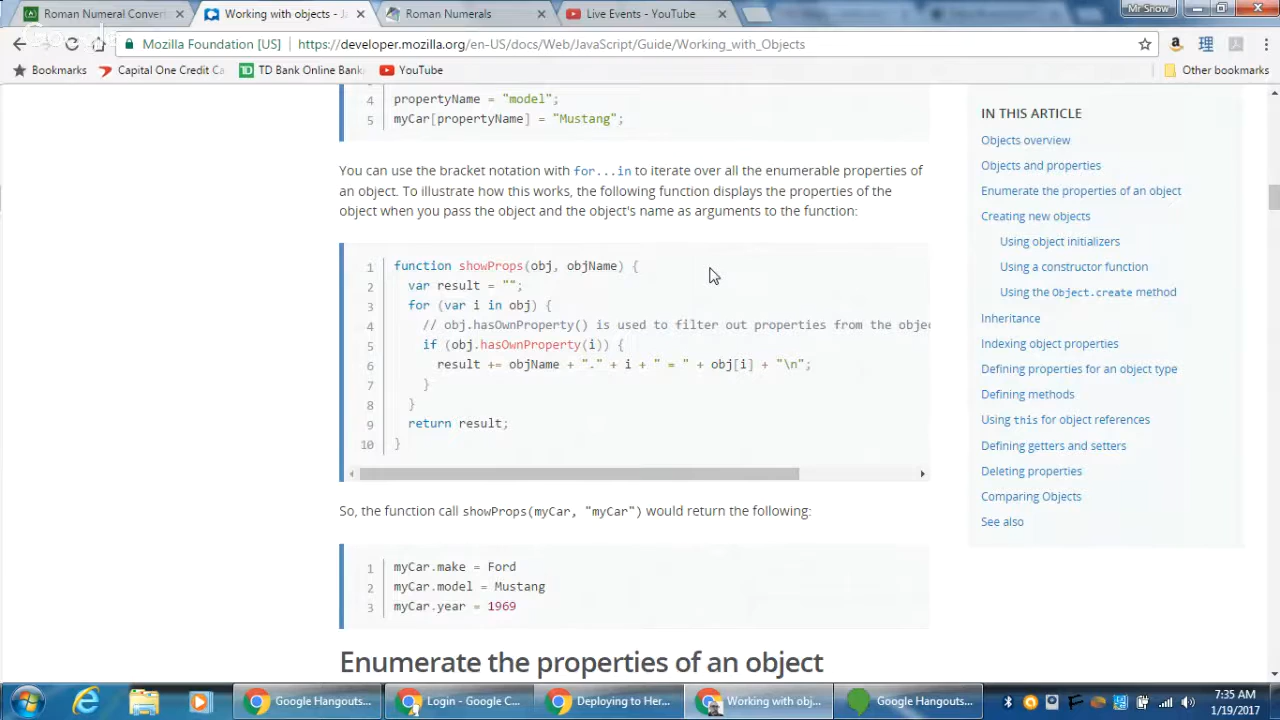 Roman Numeral Convert
Working with objects - Ja
Roman Numerals
Live Events - YouTube
Mr Snow
Mozilla Foundation [US]
https://developer.mozilla.org/en-US/docs/Web/JavaScript/Guide/Working_with_Objects
Bookmarks
Capital One Credit Ca
TD Bank Online Bank
YouTube
Other bookmarks
4 propertyName = "model";
5 myCar[propertyName] = "Mustang";
You can use the bracket notation with for...in to iterate over all the enumerable properties of
an object. To illustrate how this works, the following function displays the properties of the
object when you pass the object and the object's name as arguments to the function:
1 function showProps(obj, objName) {
2 var result = "";
3 for (var i in obj) {
4 // obj.hasOwnProperty() is used to filter out properties from the objec
5 if (obj.hasOwnProperty(i)) {
6 result += objName + "." + i + " = " + obj[i] + "\n";
7 }
8 }
9 return result;
10 }
So, the function call showProps(myCar, "myCar") would return the following:
1 myCar.make = Ford
2 myCar.model = Mustang
3 myCar.year = 1969
Enumerate the properties of an object
IN THIS ARTICLE
Objects overview
Objects and properties
Enumerate the properties of an object
Creating new objects
Using object initializers
Using a constructor function
Using the Object.create method
Inheritance
Indexing object properties
Defining properties for an object type
Defining methods
Using this for object references
Defining getters and setters
Deleting properties
Comparing Objects
See also
Google Hangouts...
Login - Google C...
Deploying to Her...
Working with obj...
Google Hangouts...
7:35 AM
1/19/2017